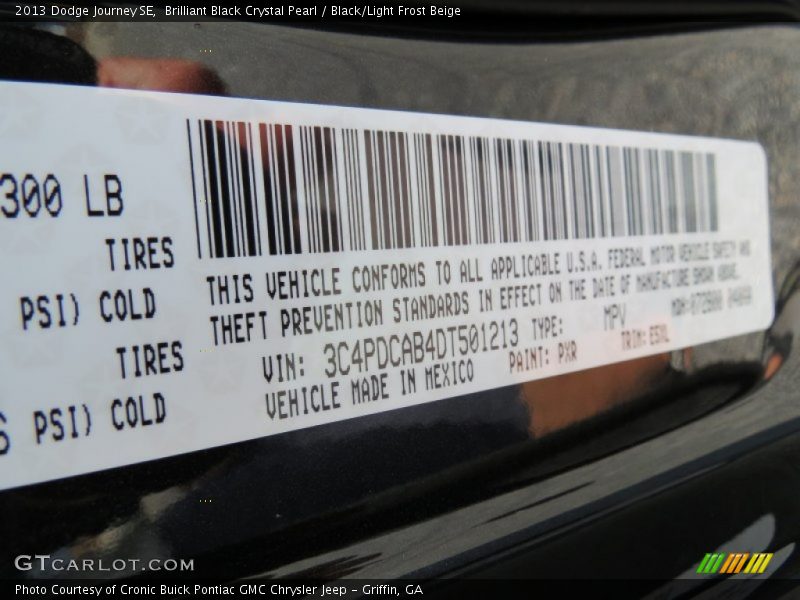 2013 Dodge Journey SE,  Brilliant Black Crystal Pearl / Black/Light Frost Beige
300 LB
TIRES
THIS VEHICLE CONFORMS TO ALL APPLICABLE U.S.A. FEDERAL MOTOR VEHICLE SAFETY AND
PSI) COLD
THEFT PREVENTION STANDARDS IN EFFECT ON THE DATE OF MANUFACTURE SHOWN ABOVE.
TIRES
VIN: 3C4PDCAB4DT501213 TYPE: MPV
VEHICLE MADE IN MEXICO PAINT: PXR TRIM:
PSI) COLD
GTCARLOT.COM
Photo Courtesy of Cronic Buick Pontiac GMC Chrysler Jeep – Griffin, GA